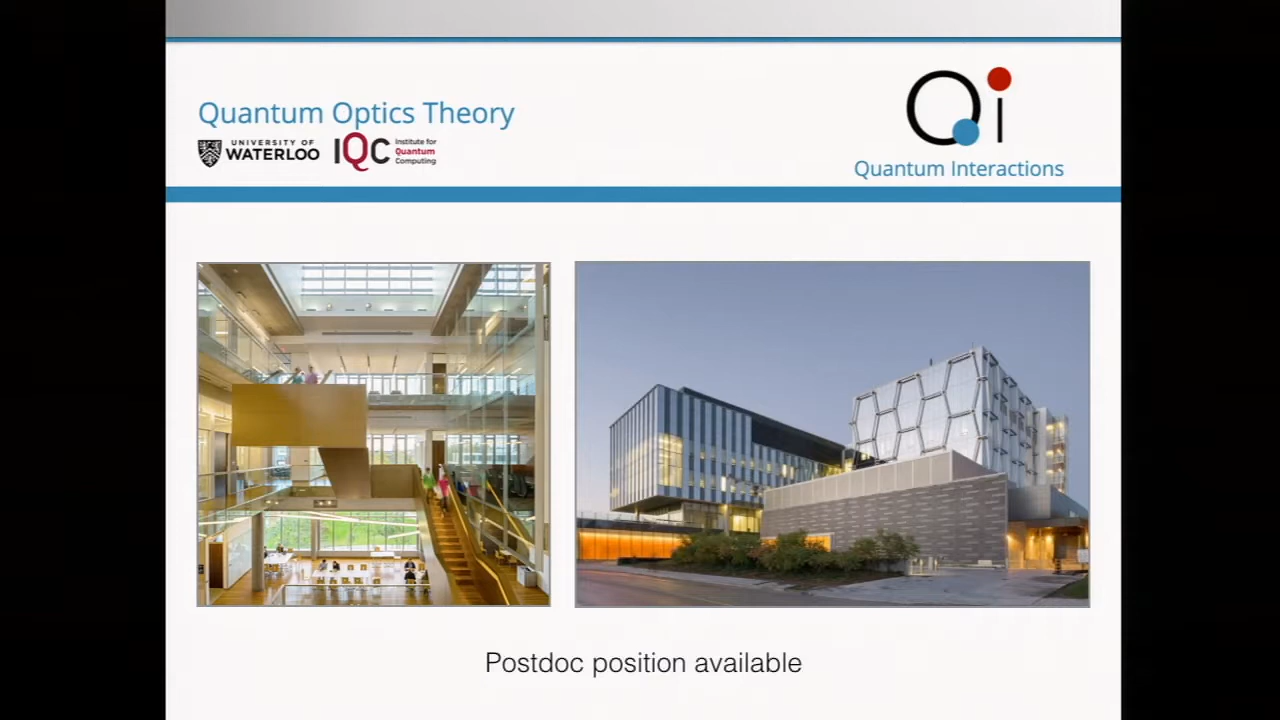 Quantum Optics Theory
UNIVERSITY OF
WATERLOO
IQC
Institute for
Quantum
Computing
Qi
Quantum Interactions
Postdoc position available